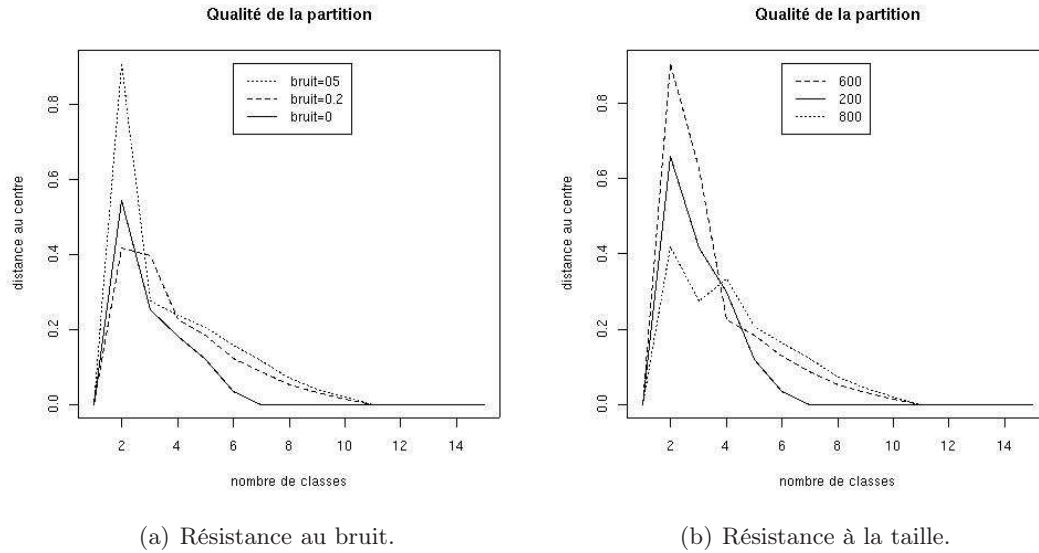 Qualité de la partition
bruit=05
bruit=0.2
bruit=0
distance au centre
0.0
0.2
0.4
0.6
0.8
2 4 6 8 10 12 14
nombre de classes
(a) Résistance au bruit.
Qualité de la partition
600
200
800
distance au centre
0.0
0.2
0.4
0.6
0.8
2 4 6 8 10 12 14
nombre de classes
(b) Résistance à la taille.